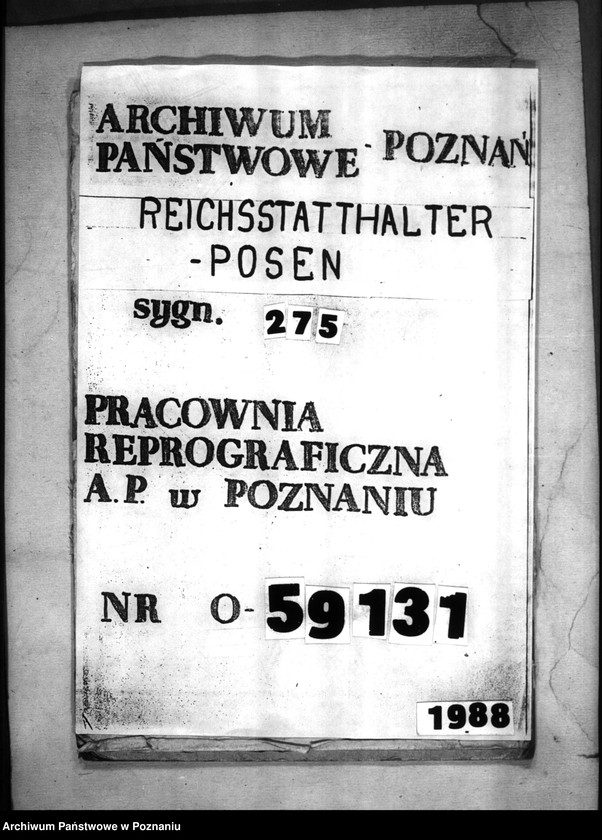 ARCHIWUM
PAŃSTWOWE - POZNAŃ
REICHSSTATTHALTER
-POSEN
sygn. 275
PRACOWNIA
REPROGRAFICZNA
A.P. w POZNANIU
NR O-59131
1988
Archiwum Państwowe w Poznaniu